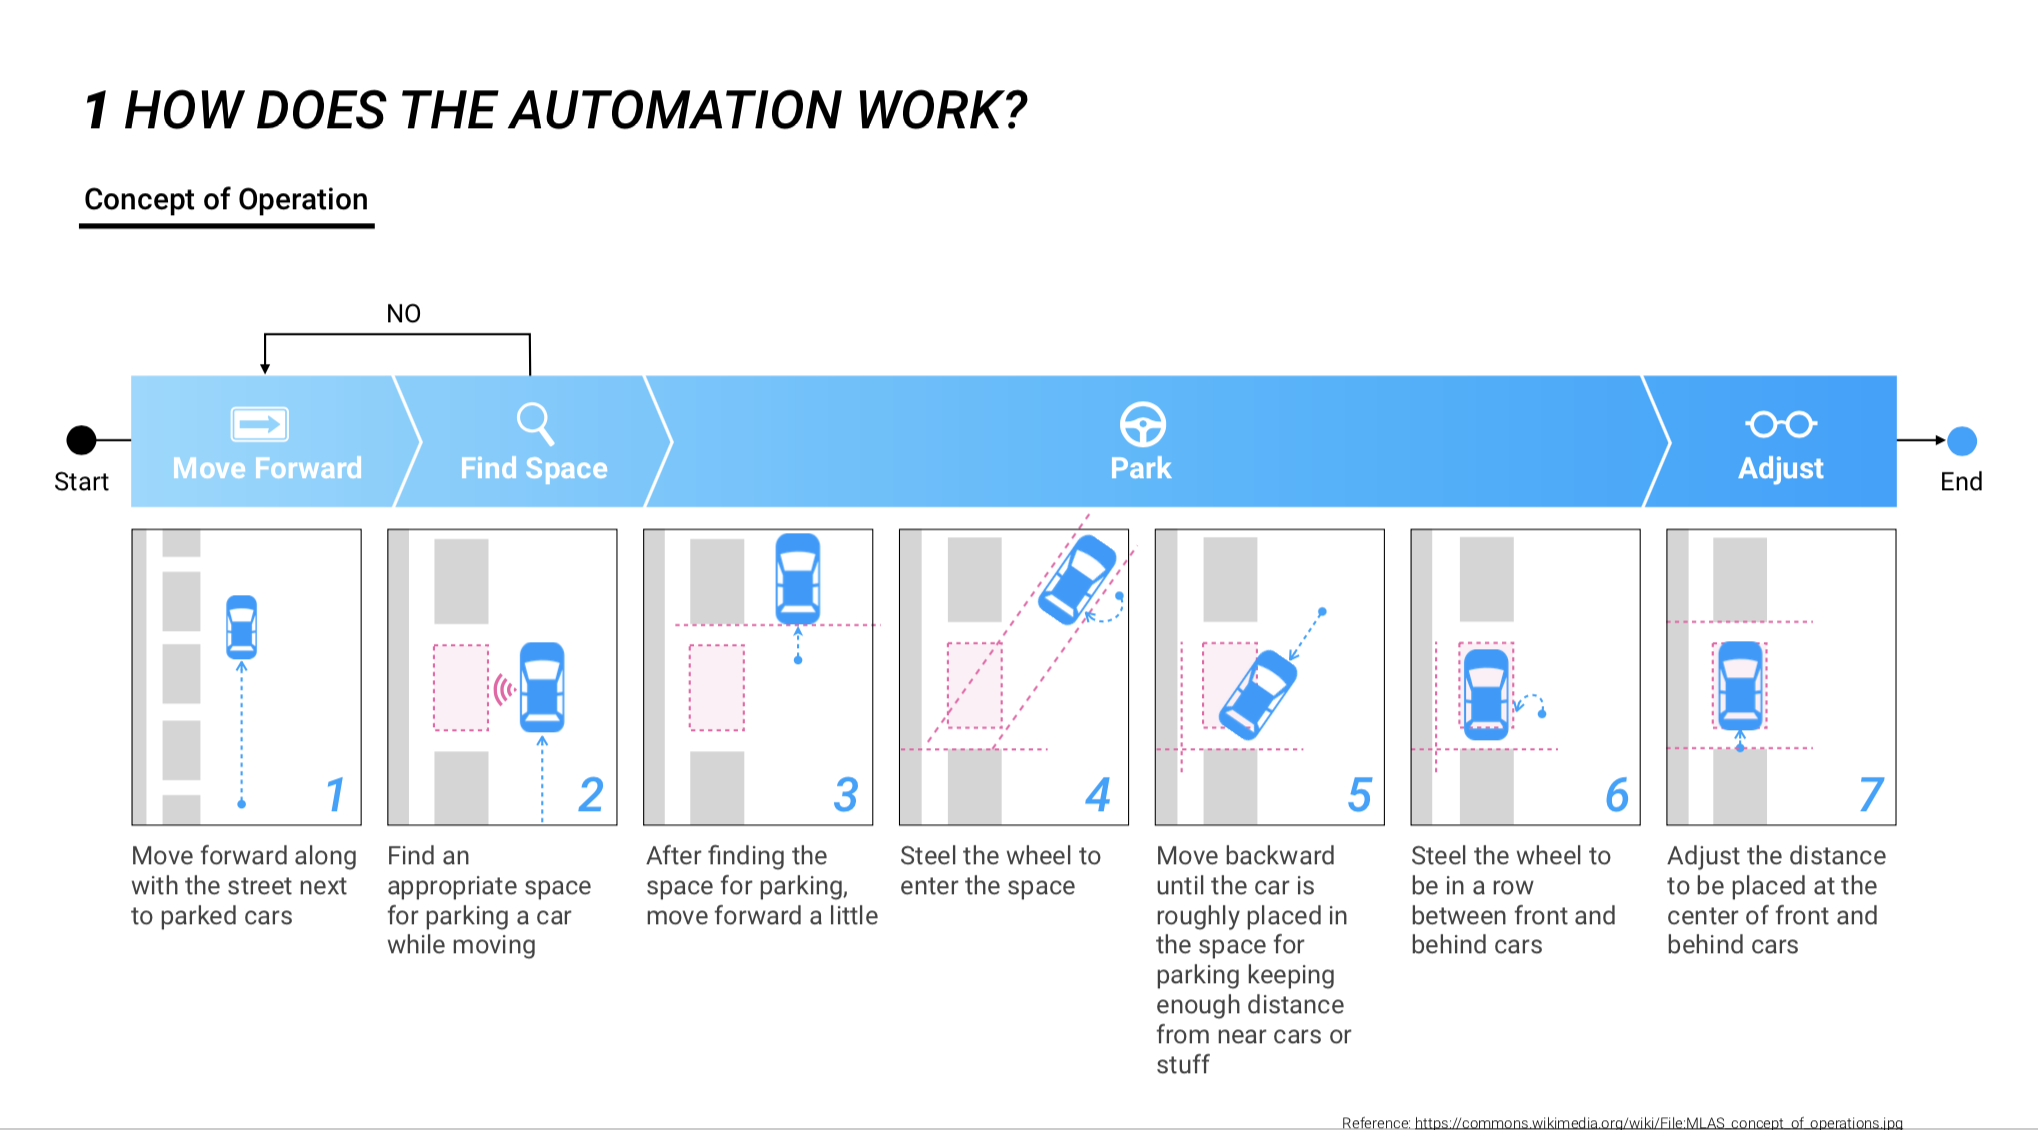 1 HOW DOES THE AUTOMATION WORK?
Concept of Operation
NO
Start
Move Forward
Find Space
Park
Adjust
End
1
2
3
4
5
6
7
Move forward along
with the street next
to parked cars
Find an
appropriate space
for parking a car
while moving
After finding the
space for parking,
move forward a little
Steel the wheel to
enter the space
Move backward
until the car is
roughly placed in
the space for
parking keeping
enough distance
from near cars or
stuff
Steel the wheel to
be in a row
between front and
behind cars
Adjust the distance
to be placed at the
center of front and
behind cars
Reference: https://commons.wikimedia.org/wiki/File:MLAS_concept_of_operations.jpg